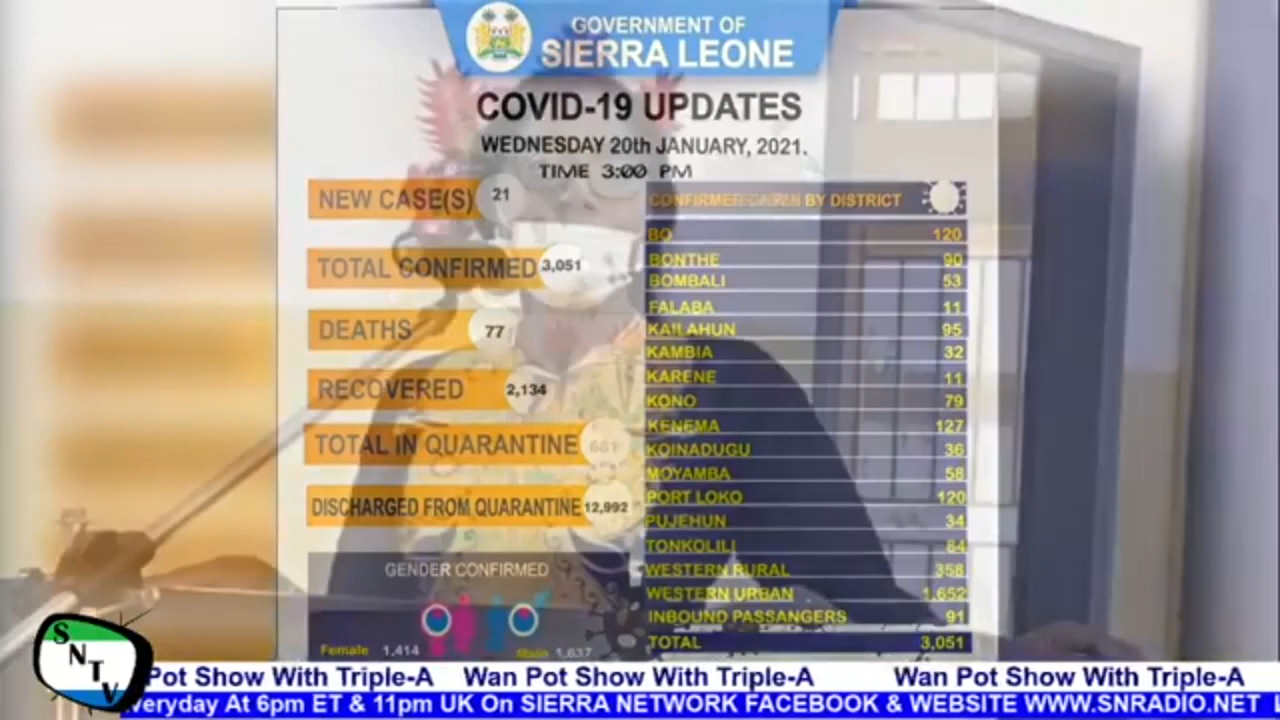 GOVERNMENT OF
SIERRA LEONE
COVID-19 UPDATES
WEDNESDAY 20th JANUARY, 2021.
TIME 3:00 PM
NEW CASE(S) 21
TOTAL CONFIRMED 3,051
DEATHS 77
RECOVERED 2,134
TOTAL IN QUARANTINE 681
DISCHARGED FROM QUARANTINE 12,992
GENDER CONFIRMED
Female 1,414
1,637
CONFIRMED BY DISTRICT
BO 120
BONTHE 90
BOMBALI 53
FALABA 11
KAILAHUN 95
KAMBIA 32
KARENE 11
KONO 79
KENEMA 127
KOINADUGU 36
MOYAMBA 58
PORT LOKO 120
PUJEHUN 34
TONKOLILI 84
WESTERN RURAL 358
WESTERN URBAN 1,652
INBOUND PASSANGERS 91
TOTAL 3,051
SNTV
Pot Show With Triple-A Wan Pot Show With Triple-A Wan Pot Show With Triple-A
veryday At 6pm ET & 11pm UK On SIERRA NETWORK FACEBOOK & WEBSITE WWW.SNRADIO.NET